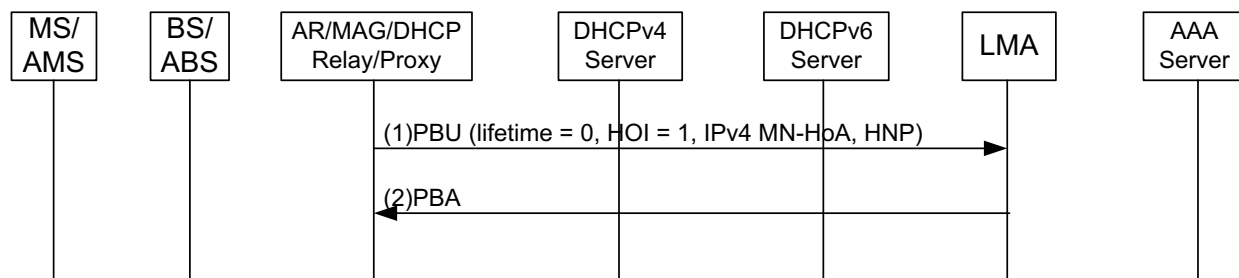 MS/
AMS
BS/
ABS
AR/MAG/DHCP
Relay/Proxy
DHCPv4
Server
DHCPv6
Server
LMA
AAA
Server
(1)PBU (lifetime = 0, HOI = 1, IPv4 MN-HoA, HNP)
(2)PBA